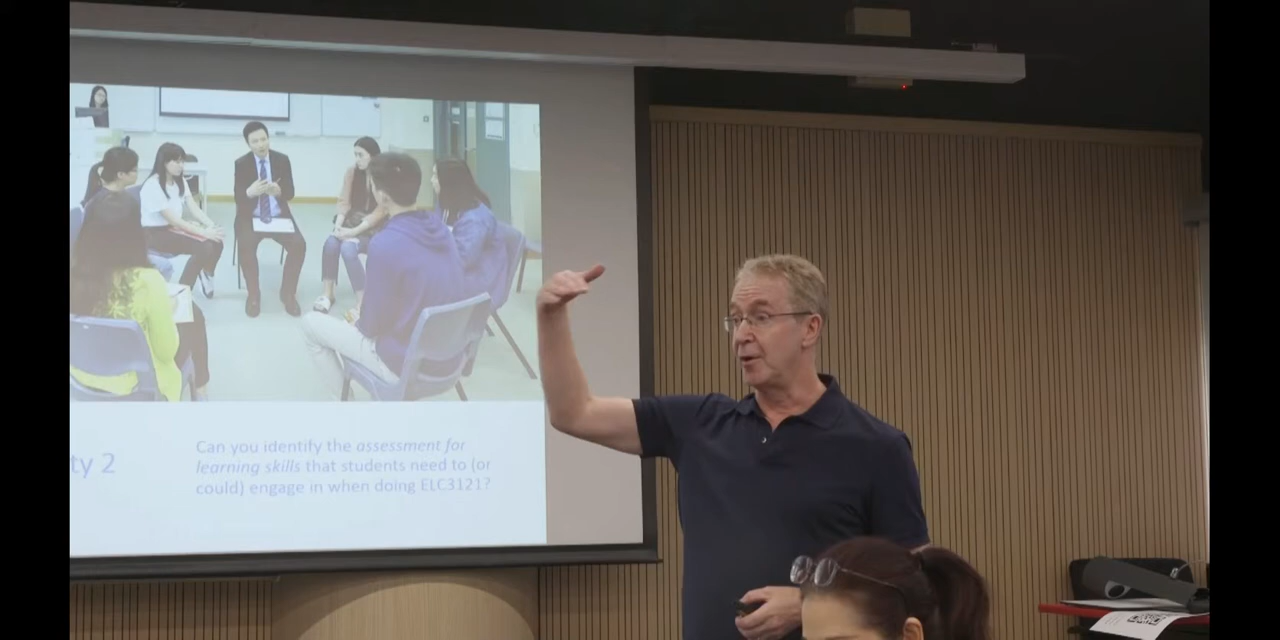 ty 2
Can you identify the assessment for
learning skills that students need to (or
could) engage in when doing ELC3121?